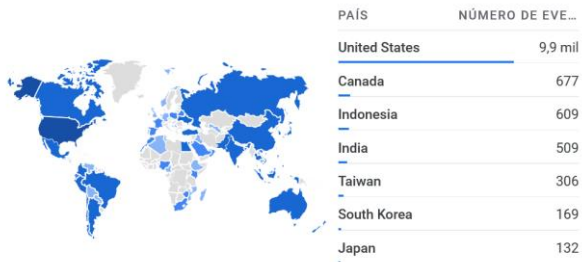 PAÍS NÚMERO DE EVE...
United States 9,9 mil
Canada 677
Indonesia 609
India 509
Taiwan 306
South Korea 169
Japan 132